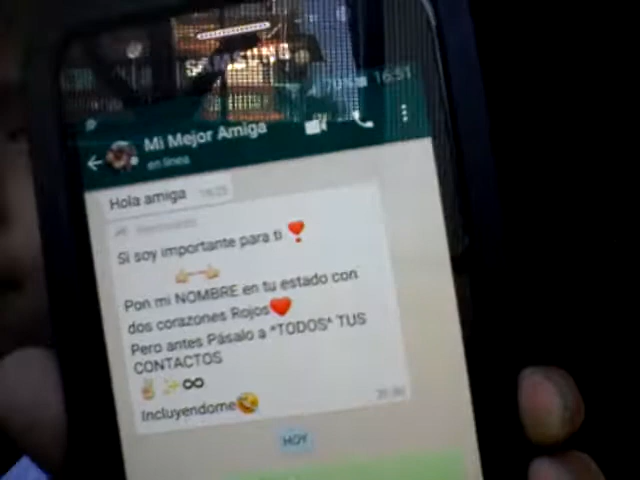 SAMSUNG
16:51
Mi Mejor Amiga
en línea
Hola amiga
Si soy importante para ti ❣️
👉👈
Pon mi NOMBRE en tu estado con
dos corazones Rojos❤️
Pero antes Pásalo a *TODOS* TUS
CONTACTOS
✌🏼✨∞
Incluyendome🤣
HOY